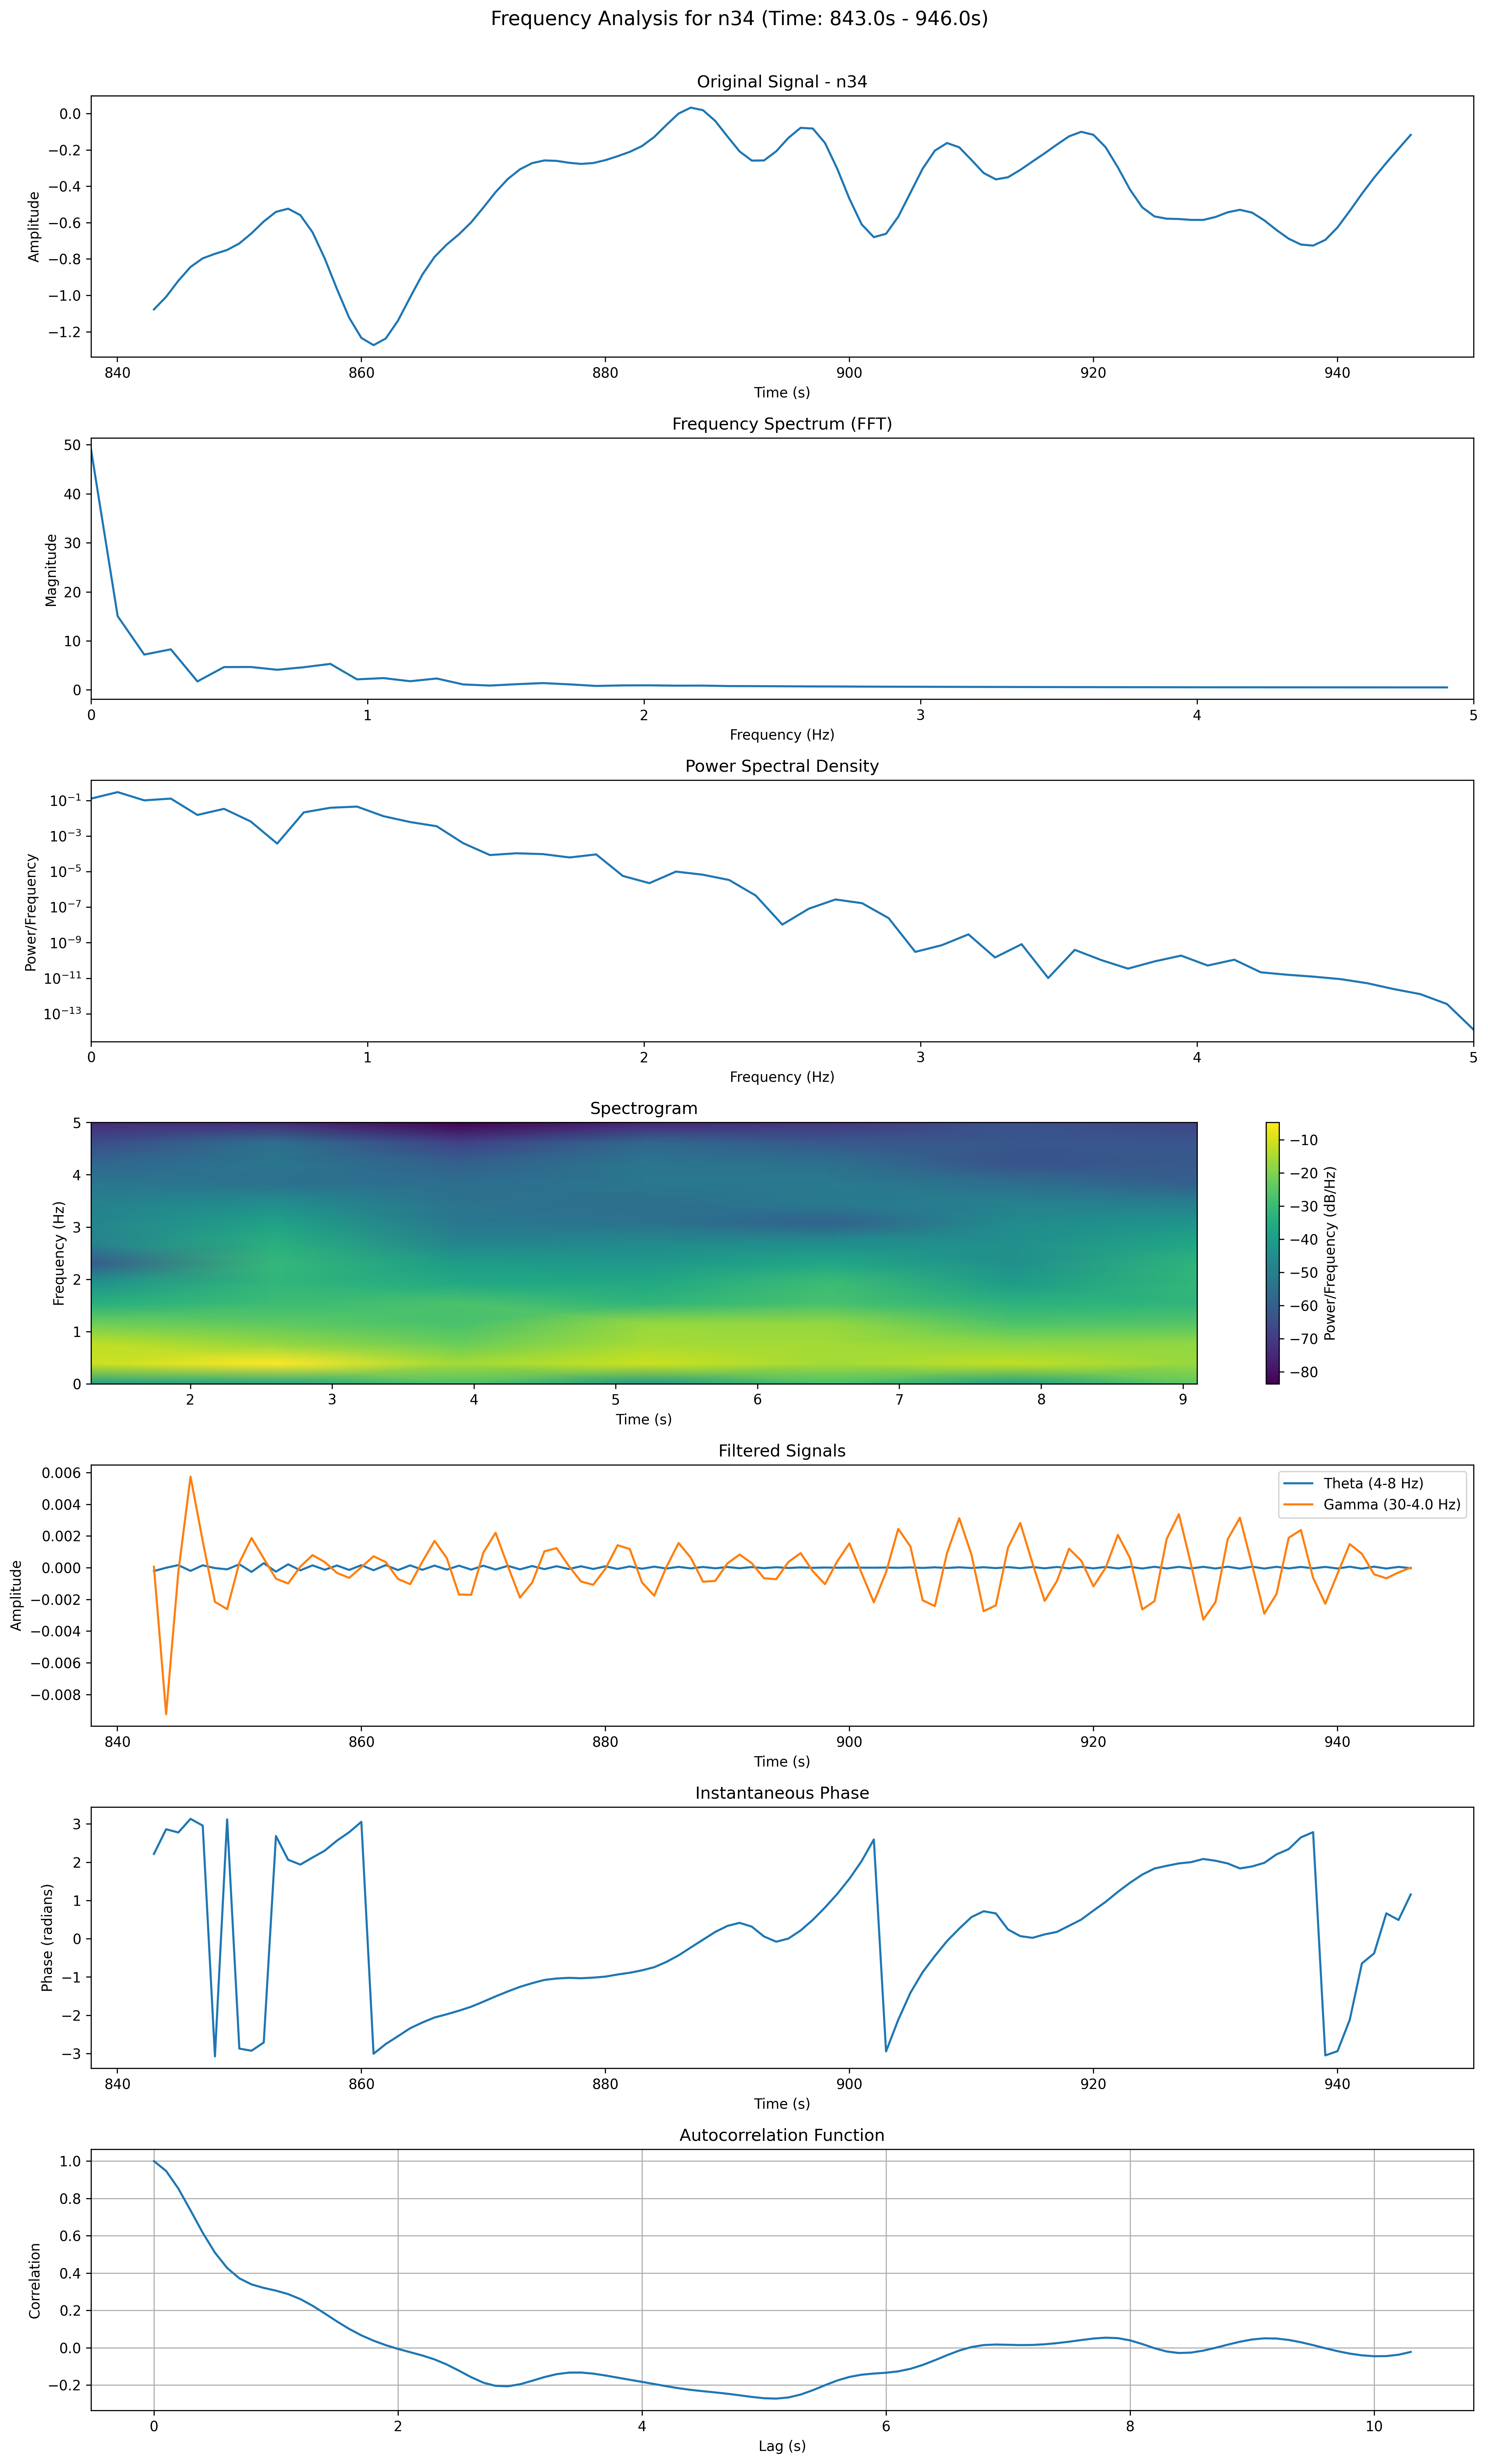 Frequency Analysis for n34 (Time: 843.0s - 946.0s)
Original Signal - n34
0.0
−0.2
−0.4
−0.6
−0.8
−1.0
−1.2
Amplitude
840 860 880 900 920 940
Time (s)
Frequency Spectrum (FFT)
50
40
30
20
10
0
Magnitude
0 1 2 3 4 5
Frequency (Hz)
Power Spectral Density
10⁻¹
10⁻³
10⁻⁵
10⁻⁷
10⁻⁹
10⁻¹¹
10⁻¹³
Power/Frequency
0 1 2 3 4 5
Frequency (Hz)
Spectrogram
5
4
3
2
1
0
Frequency (Hz)
2 3 4 5 6 7 8 9
Time (s)
−10
−20
−30
−40
−50
−60
−70
−80
Power/Frequency (dB/Hz)
Filtered Signals
0.006
0.004
0.002
0.000
−0.002
−0.004
−0.006
−0.008
Amplitude
Theta (4-8 Hz)
Gamma (30-4.0 Hz)
840 860 880 900 920 940
Time (s)
Instantaneous Phase
3
2
1
0
−1
−2
−3
Phase (radians)
840 860 880 900 920 940
Time (s)
Autocorrelation Function
1.0
0.8
0.6
0.4
0.2
0.0
−0.2
Correlation
0 2 4 6 8 10
Lag (s)